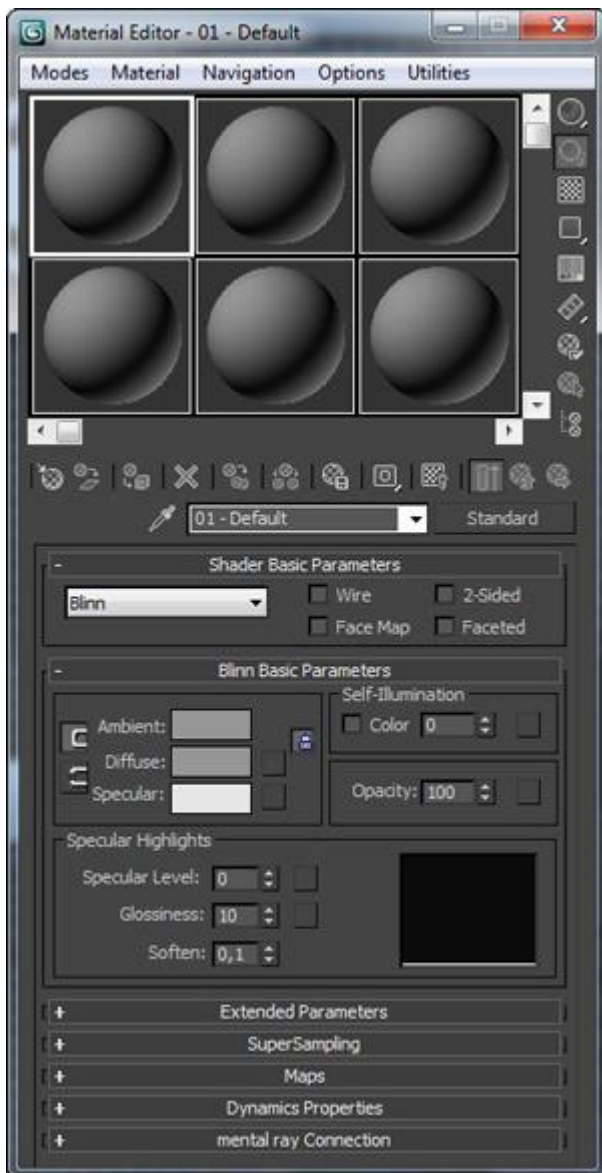 Material Editor - 01 - Default
Modes Material Navigation Options Utilities
01 - Default Standard
- Shader Basic Parameters
Blinn Wire 2-Sided
Face Map Faceted
- Blinn Basic Parameters
Self-Illumination
Ambient: Color 0
Diffuse:
Specular: Opacity: 100
Specular Highlights
Specular Level: 0
Glossiness: 10
Soften: 0,1
+ Extended Parameters
+ SuperSampling
+ Maps
+ Dynamics Properties
+ mental ray Connection